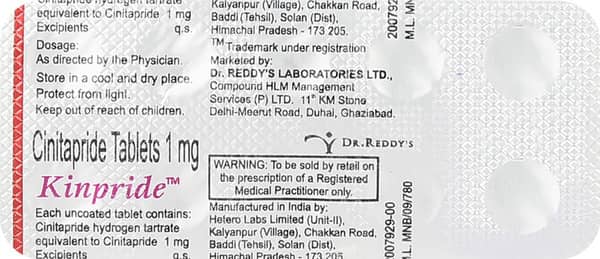 Cinitapride hydrogen tartrate
equivalent to Cinitapride 1 mg
Excipients q.s.
Dosage:
As directed by the Physician.
Store in a cool and dry place.
Protect from light.
Keep out of reach of children.
Cinitapride Tablets 1 mg
Kinpride™
Each uncoated tablet contains:
Cinitapride hydrogen tartrate
equivalent to Cinitapride 1 mg
Excipients q.s.
Kalyanpur (Village), Chakkan Road,
Baddi (Tehsil), Solan (Dist),
Himachal Pradesh - 173 205.
™Trademark under registration
Marketed by:
Dr. REDDY'S LABORATORIES LTD.,
Compound HLM Management
Services (P) LTD. 11th KM Stone
Delhi-Meerut Road, Duhai, Ghaziabad.
DR.REDDY'S
WARNING: To be sold by retail on
the prescription of a Registered
Medical Practitioner only.
Manufactured in India by:
Hetero Labs Limited (Unit-II),
Kalyanpur (Village), Chakkan Road,
Baddi (Tehsil), Solan (Dist),
Himachal Pradesh - 173 205.
M.L. MNB/
2007929-00
M.L. MNB/09/780